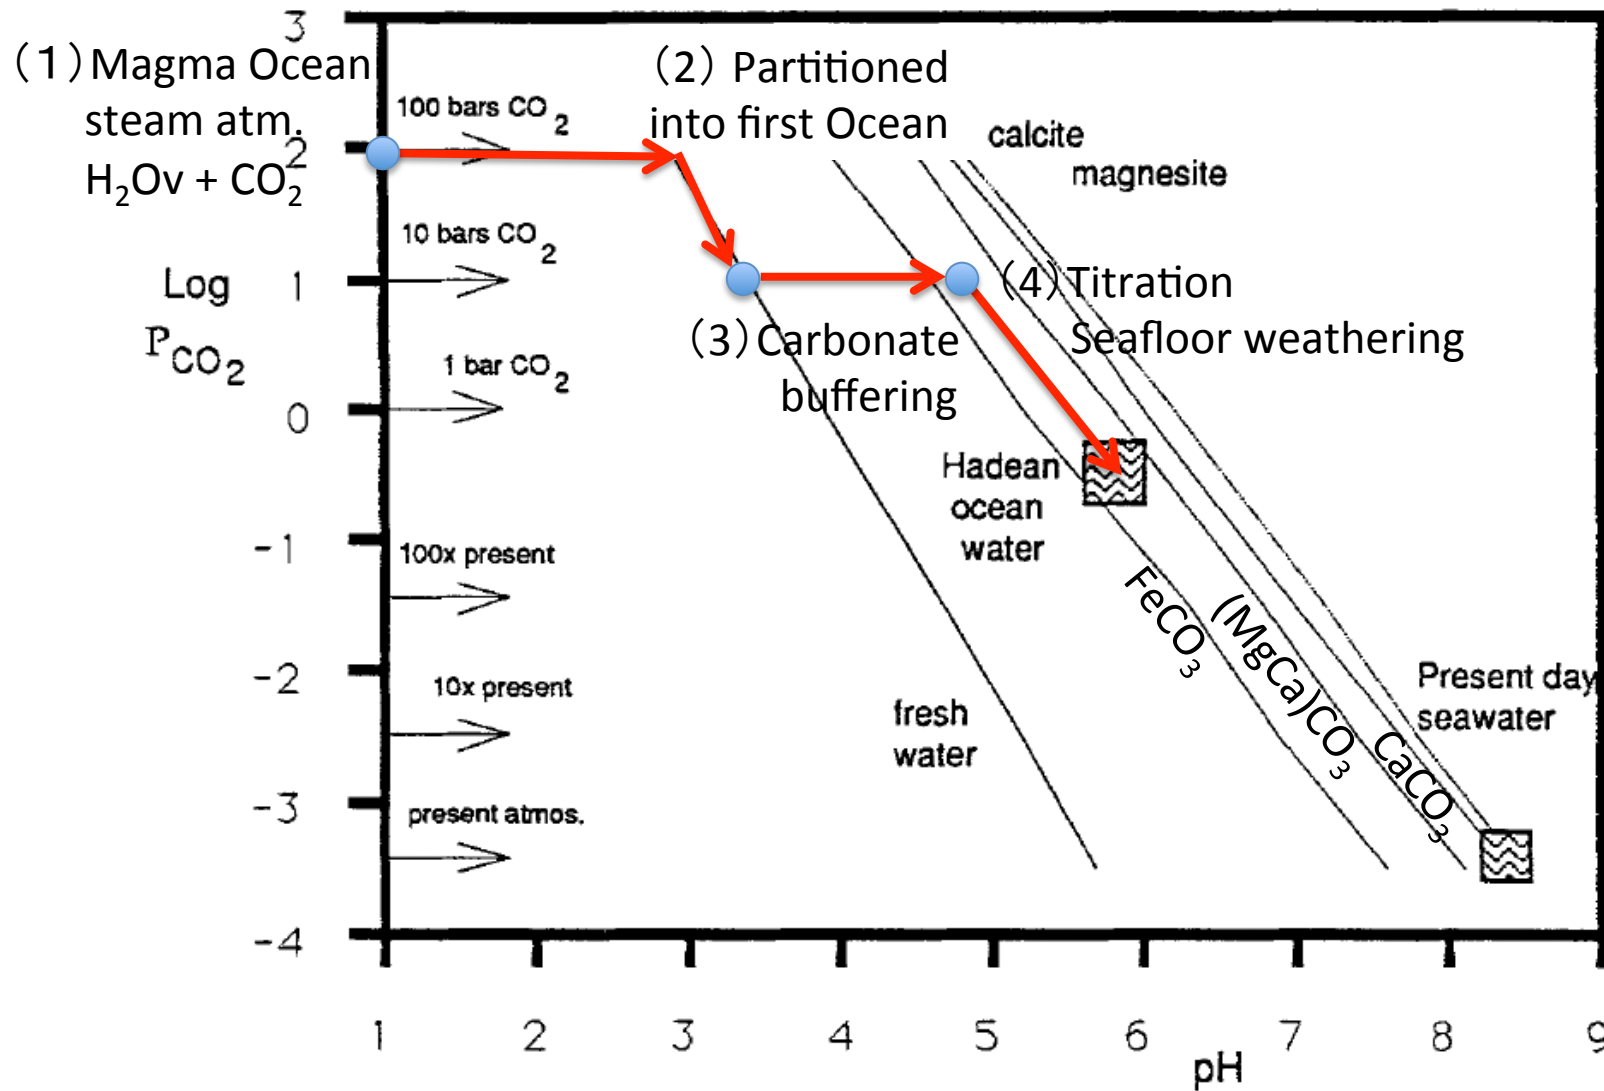 3
(1)Magma Ocean
steam atm.
H₂Ov + CO₂
2
100 bars CO₂
(2) Partitioned
into first Ocean
calcite
magnesite
10 bars CO₂
Log
PCO₂
1
1 bar CO₂
0
(3)Carbonate
buffering
(4)Titration
Seafloor weathering
Hadean
ocean
water
-1
100x present
FeCO₃
(MgCa)CO₃
CaCO₃
-2
10x present
fresh
water
Present day
seawater
-3
present atmos.
-4
1 2 3 4 5 6 7 8 9
pH